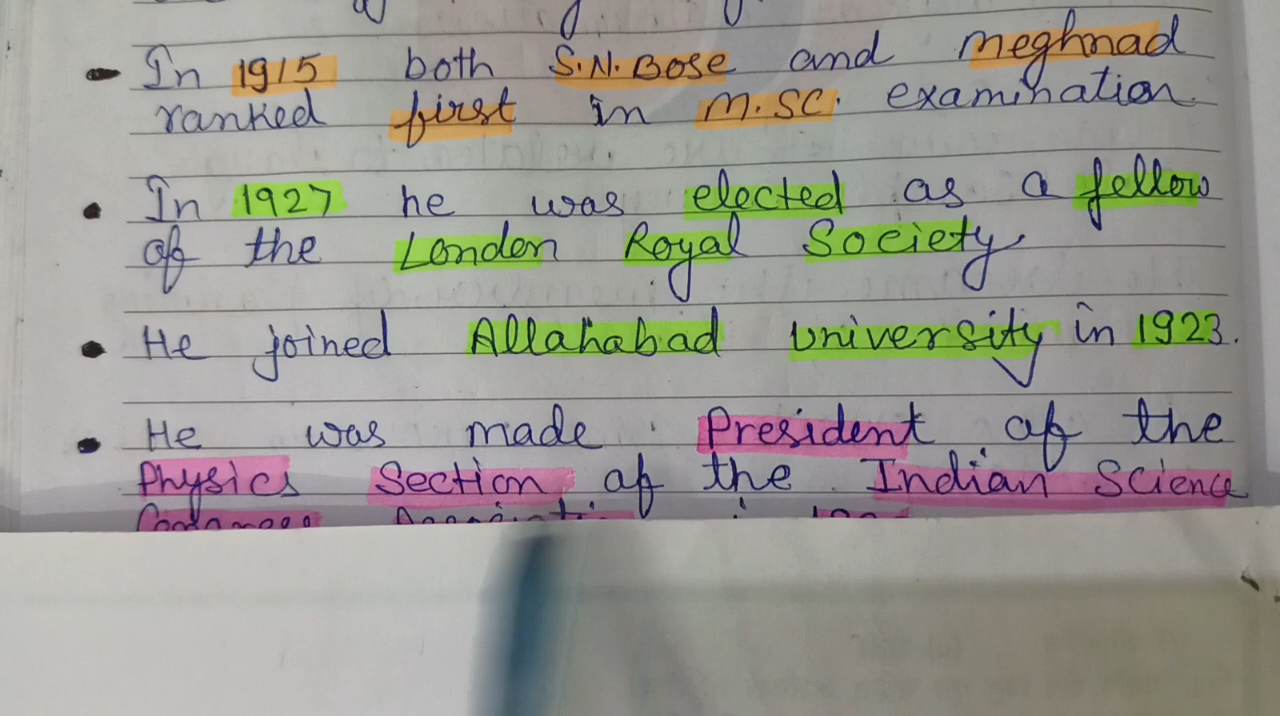 - In 1915 both S.N. Bose and Meghnad
ranked first in M.SC. examination.
• In 1927 he was elected as a fellow
of the London Royal Society.
• He joined Allahabad University in 1923.
• He was made President of the
Physics Section of the Indian Science